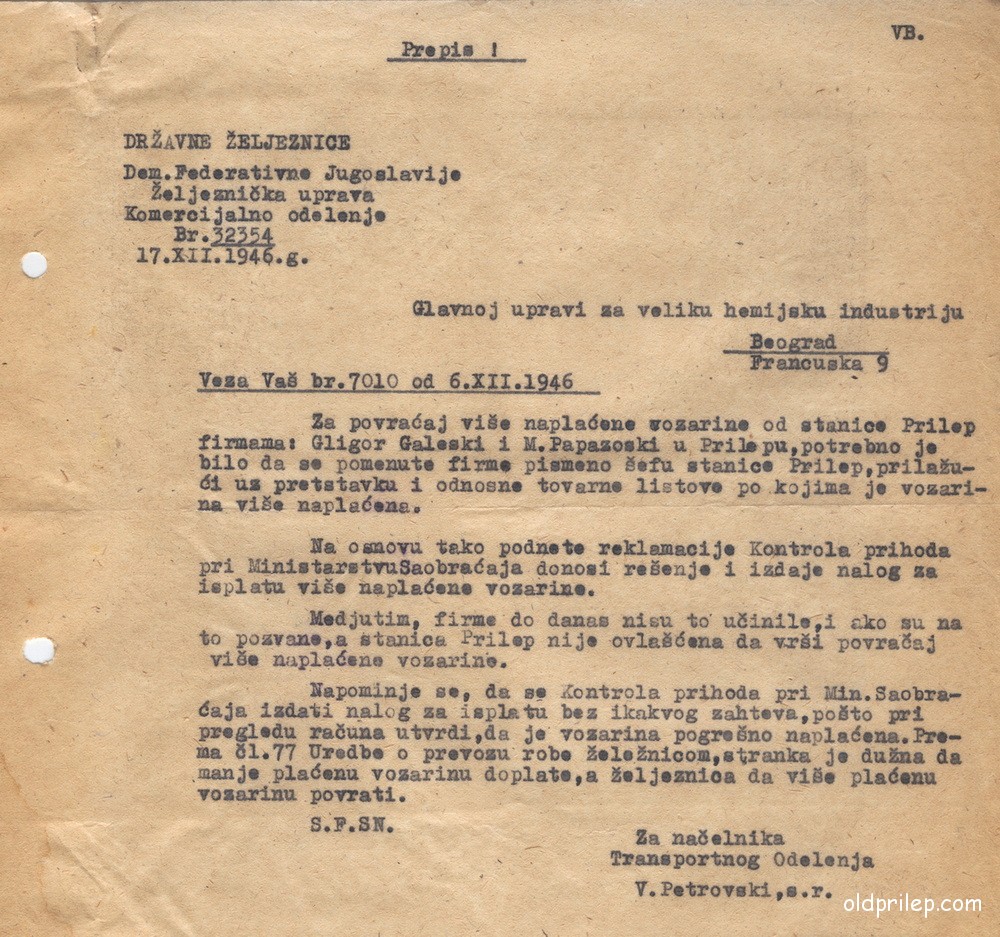 VB.
Prepis !
DRŽAVNE ŽELJEZNICE
Dem.Federativne Jugoslavije
Željeznička uprava
Komercijalno odelenje
Br.32354
17.XII.1946.g.
Glavnoj upravi za veliku hemijsku industriju
Beograd
Francuska 9
Veza Vaš br.7010 od 6.XII.1946
Za povraćaj više naplaćene vozarine od stanice Prilep
firmama: Gligor Galeski i M.Papazoski u Prilepu,potrebno je
bilo da se pomenute firme pismeno šefu stanice Prilep,prilažu-
ći uz pretstavku i odnosne tovarne listove po kojima je vozari-
na više naplaćena.
Na osnovu tako podnete reklamacije Kontrola prihoda
pri MinistarstvuSaobraćaja donosi rešenje i izdaje nalog za
isplatu više naplaćene vozarine.
Medjutim, firme do danas nisu to učinile,i ako su na
to pozvane,a stanica Prilep nije ovlašćena da vrši povračaj
više naplaćene vozarine.
Napominje se, da se Kontrola prihoda pri Min.Saobra-
ćaja izdati nalog za isplatu bez ikakvog zahteva,pošto pri
pregledu računa utvrdi,da je vozarina pogrešno naplaćena.Pre-
ma čl.77 Uredbe o prevozu robe železnicom,stranka je dužna da
manje plaćenu vozarinu doplate,a željeznica da više plaćenu
vozarinu povrati.
S.F.SN.
Za načelnika
Transportnog Odelenja
V.Petrovski,s.r.
oldprilep.com